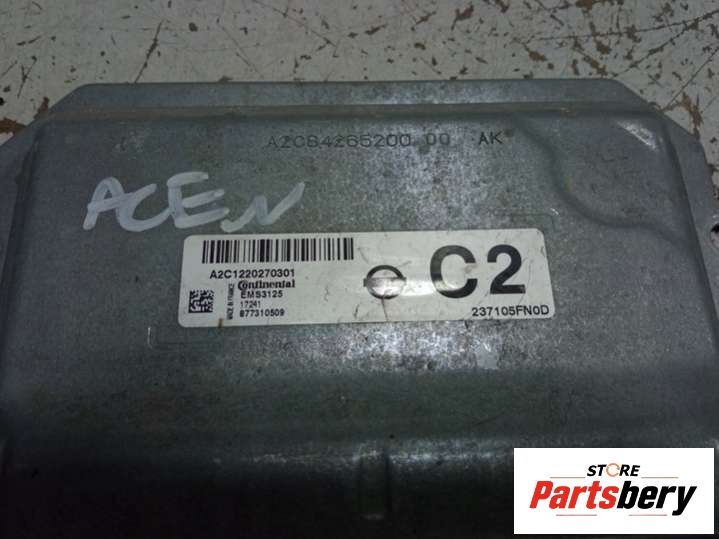 A2C84265200 00 AK
ACEN
A2C1220270301
Continental
MADE IN FRANCE
EMS3125
17241
877310509
C2
237105FN0D
STORE
Partsbery